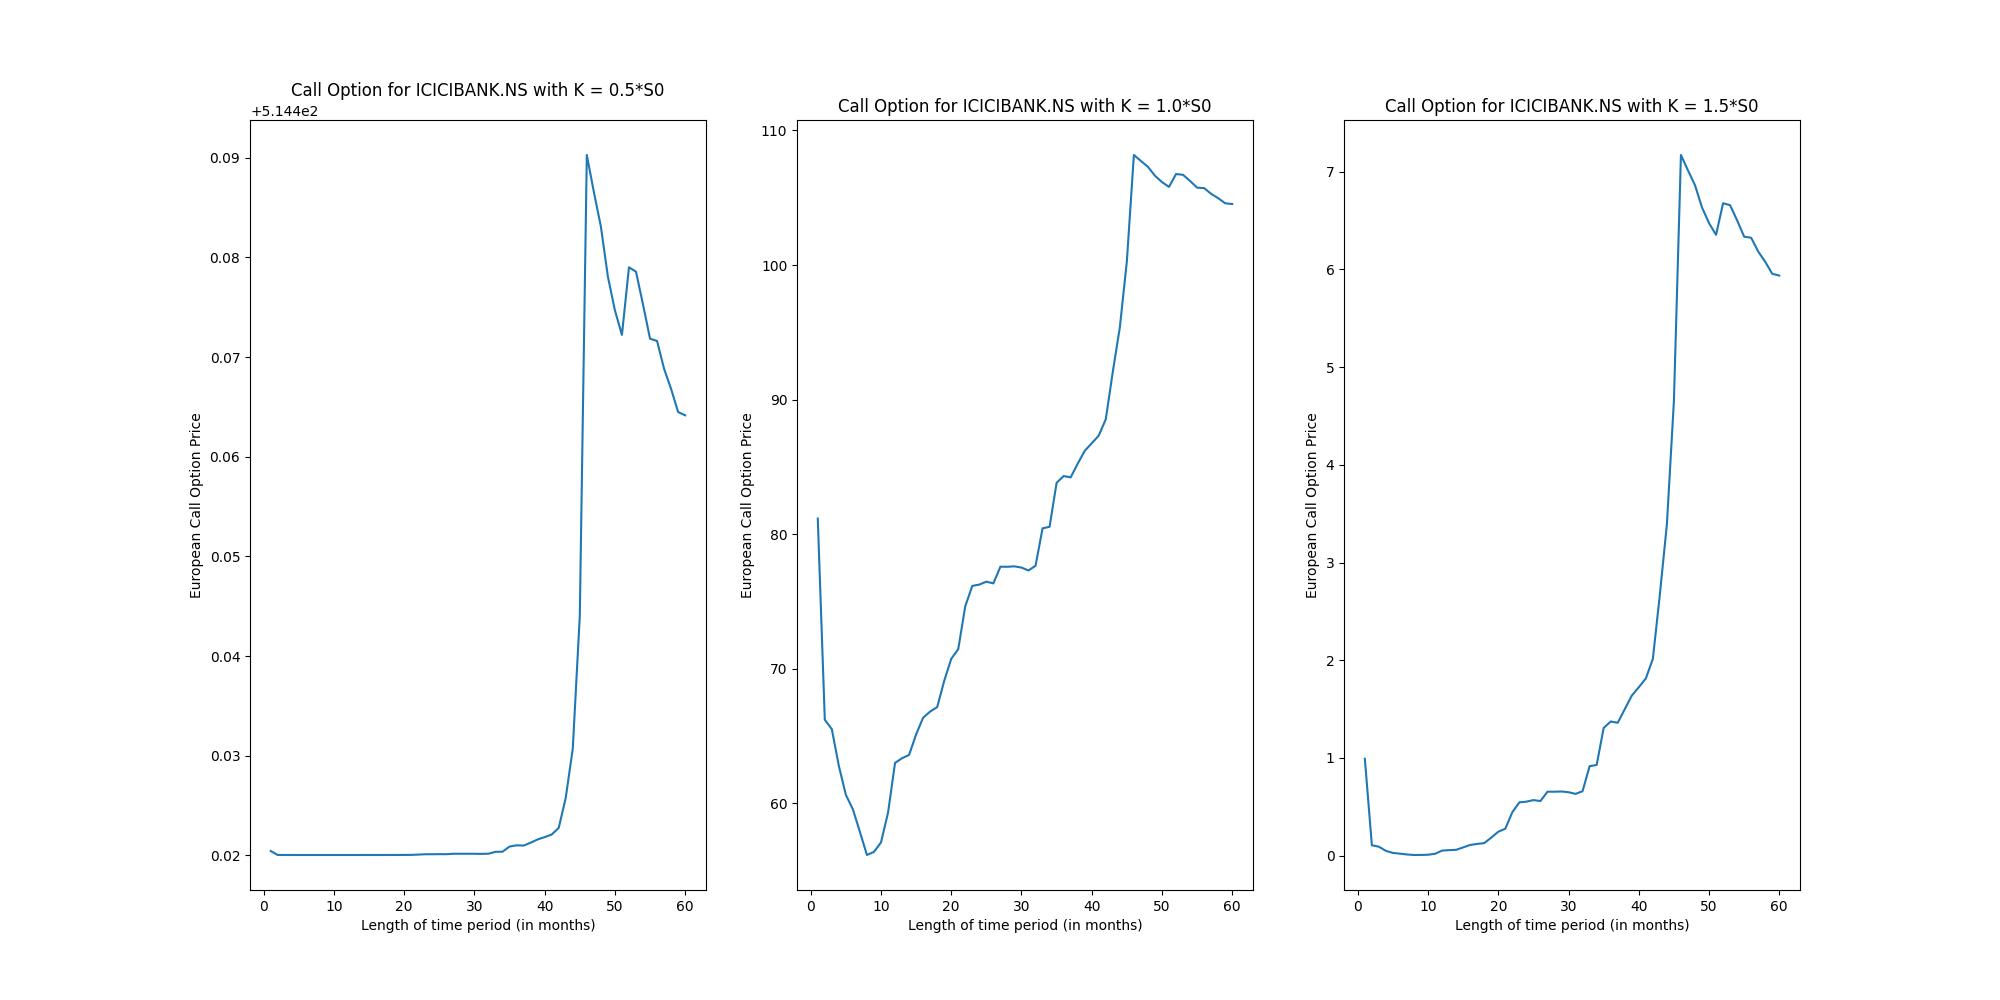 Call Option for ICICIBANK.NS with K = 0.5*S0
+5.144e2
0.09
0.08
0.07
0.06
0.05
0.04
0.03
0.02
European Call Option Price
0 10 20 30 40 50 60
Length of time period (in months)
Call Option for ICICIBANK.NS with K = 1.0*S0
110
100
90
80
70
60
European Call Option Price
0 10 20 30 40 50 60
Length of time period (in months)
Call Option for ICICIBANK.NS with K = 1.5*S0
7
6
5
4
3
2
1
0
European Call Option Price
0 10 20 30 40 50 60
Length of time period (in months)